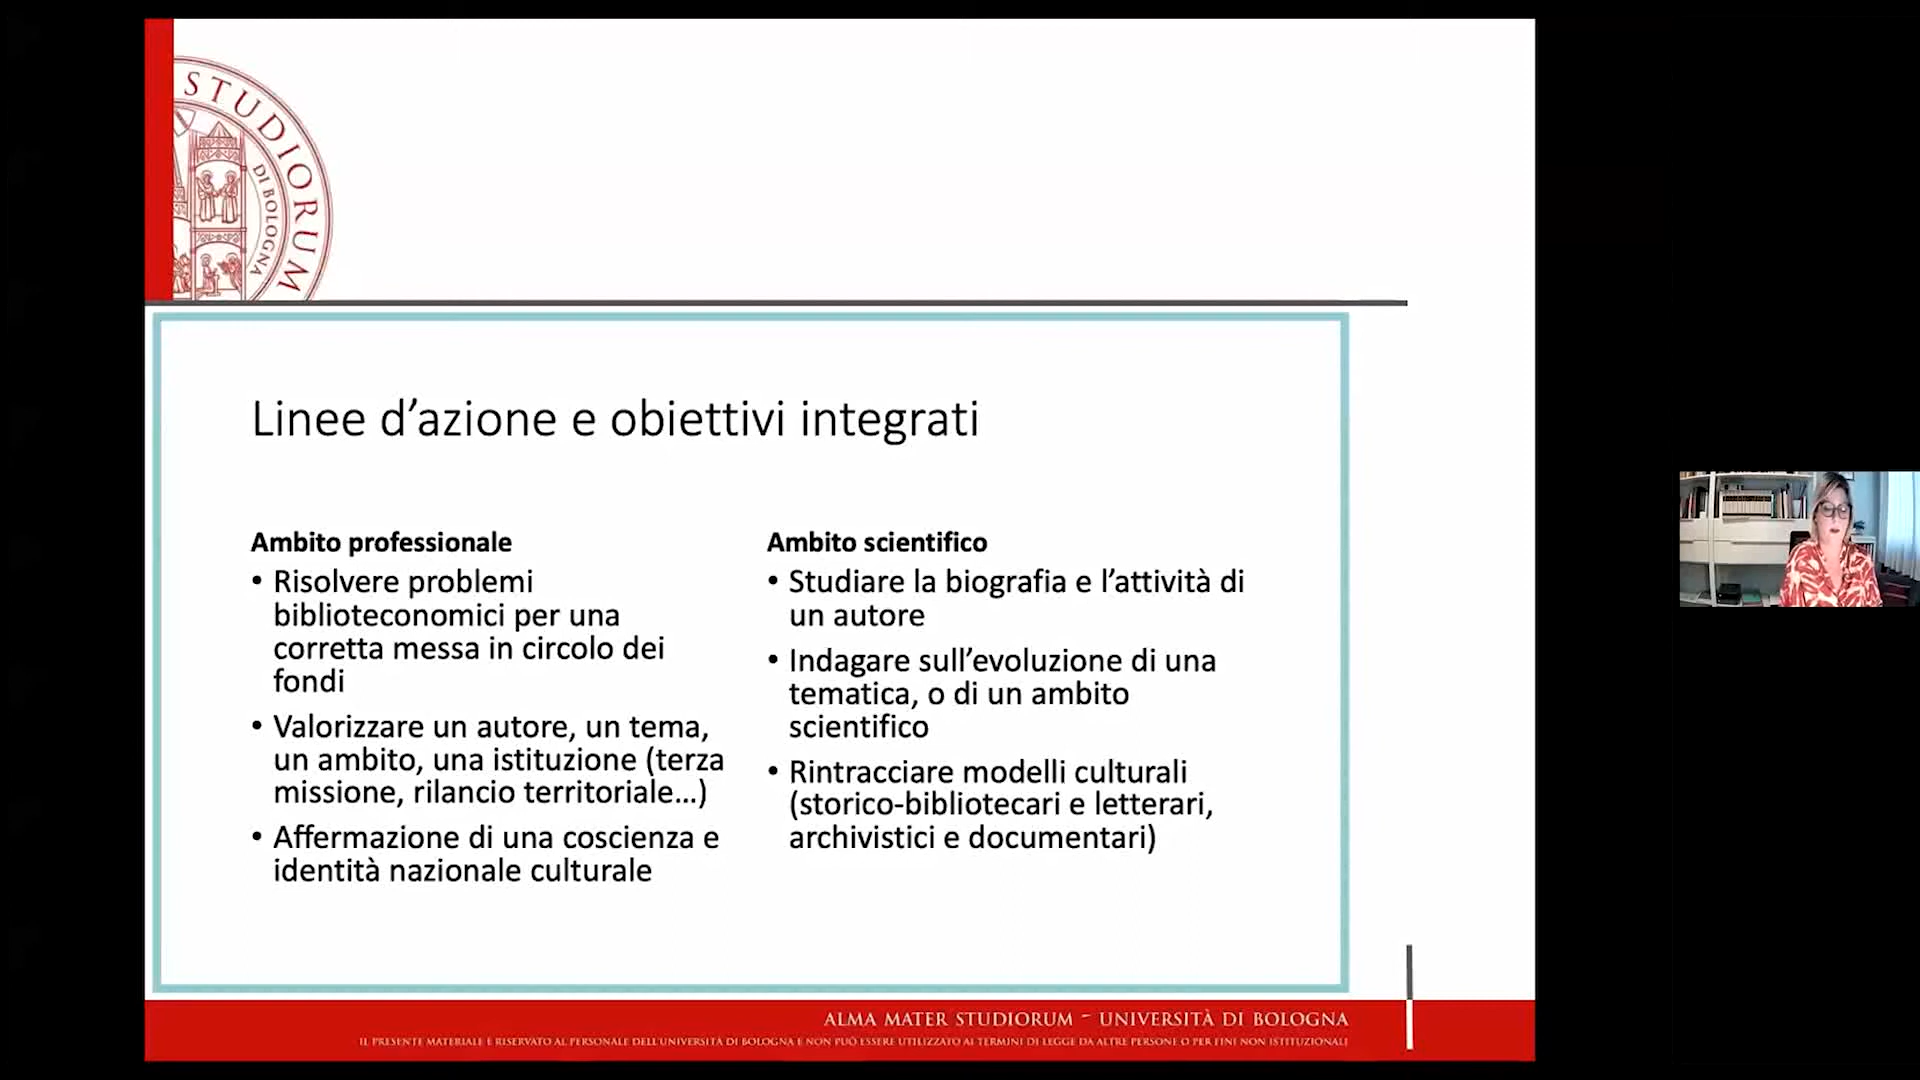 STUDIORUM
DI BOLOGNA
Linee d’azione e obiettivi integrati
Ambito professionale
• Risolvere problemi
biblioteconomici per una
corretta messa in circolo dei
fondi
• Valorizzare un autore, un tema,
un ambito, una istituzione (terza
missione, rilancio territoriale…)
• Affermazione di una coscienza e
identità nazionale culturale
Ambito scientifico
• Studiare la biografia e l’attività di
un autore
• Indagare sull’evoluzione di una
tematica, o di un ambito
scientifico
• Rintracciare modelli culturali
(storico-bibliotecari e letterari,
archivistici e documentari)
ALMA MATER STUDIORUM – UNIVERSITÀ DI BOLOGNA
IL PRESENTE MATERIALE È RISERVATO AL PERSONALE DELL’UNIVERSITÀ DI BOLOGNA E NON PUÒ ESSERE UTILIZZATO AI TERMINI DI LEGGE DA ALTRE PERSONE O PER FINI NON ISTITUZIONALI